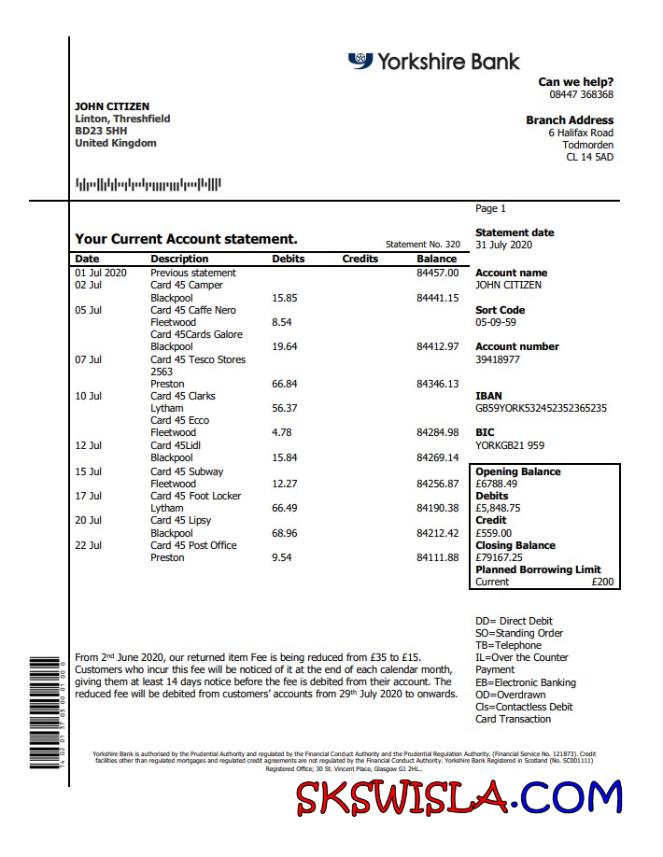 Yorkshire Bank
Can we help?
08447 368368
JOHN CITIZEN
Linton, Threshfield
BD23 5HH
United Kingdom
Branch Address
6 Halifax Road
Todmorden
CL 14 5AD
Page 1
Your Current Account statement.
Statement No. 320
Statement date
31 July 2020
Date Description Debits Credits Balance
01 Jul 2020 Previous statement 84457.00
02 Jul Card 45 Camper
Blackpool 15.85 84441.15
05 Jul Card 45 Caffe Nero
Fleetwood 8.54
Card 45Cards Galore
Blackpool 19.64 84412.97
07 Jul Card 45 Tesco Stores
2563
Preston 66.84 84346.13
10 Jul Card 45 Clarks
Lytham 56.37
Card 45 Ecco
Fleetwood 4.78 84284.98
12 Jul Card 45Lidl
Blackpool 15.84 84269.14
15 Jul Card 45 Subway
Fleetwood 12.27 84256.87
17 Jul Card 45 Foot Locker
Lytham 66.49 84190.38
20 Jul Card 45 Lipsy
Blackpool 68.96 84212.42
22 Jul Card 45 Post Office
Preston 9.54 84111.88
Account name
JOHN CITIZEN
Sort Code
05-09-59
Account number
39418977
IBAN
GB59YORK532452352365235
BIC
YORKGB21 959
Opening Balance
£6788.49
Debits
£5,848.75
Credit
£559.00
Closing Balance
£79167.25
Planned Borrowing Limit
Current £200
DD= Direct Debit
SO=Standing Order
TB=Telephone
IL=Over the Counter
Payment
EB=Electronic Banking
OD=Overdrawn
Cls=Contactless Debit
Card Transaction
From 2nd June 2020, our returned item Fee is being reduced from £35 to £15.
Customers who incur this fee will be noticed of it at the end of each calendar month,
giving them at least 14 days notice before the fee is debited from their account. The
reduced fee will be debited from customers' accounts from 29th July 2020 to onwards.
Yorkshire Bank is authorised by the Prudential Authority and regulated by the Financial Conduct Authority and the Prudential Regulation Authority. (Financial Service No. 121873). Credit
facilities other than regulated mortgages and regulated credit agreements are not regulated by the Financial Conduct Authority. Yorkshire Bank Registered in Scotland (No. SC001111)
Registered Office; 30 St. Vincent Place, Glasgow G1 2HL..
SKSWISLA.COM